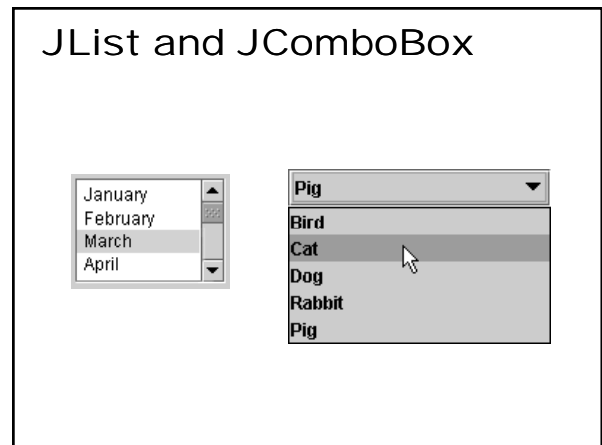 JList and JComboBox
January
February
March
April
Pig
Bird
Cat
Dog
Rabbit
Pig